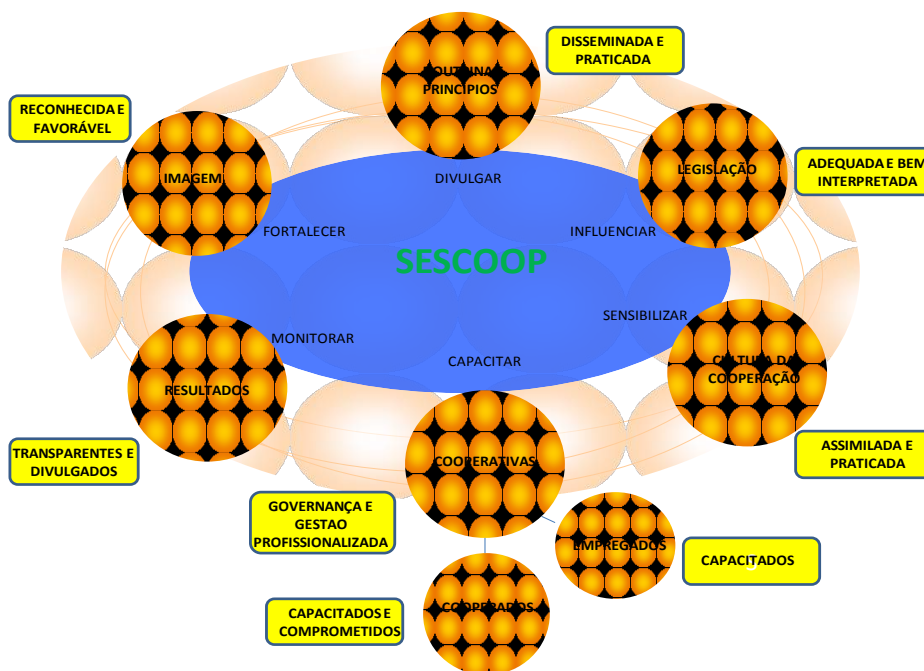 DISSEMINADA E
PRATICADA
DOUTRINA E
PRINCÍPIOS
RECONHECIDA E
FAVORÁVEL
IMAGEM
LEGISLAÇÃO
ADEQUADA E BEM
INTERPRETADA
DIVULGAR
FORTALECER
INFLUENCIAR
SESCOOP
SENSIBILIZAR
MONITORAR
CAPACITAR
CULTURA DA
COOPERAÇÃO
RESULTADOS
TRANSPARENTES E
DIVULGADOS
ASSIMILADA E
PRATICADA
COOPERATIVAS
GOVERNANÇA E
GESTAO
PROFISSIONALIZADA
EMPREGADOS
CAPACITADOS
COOPERADOS
CAPACITADOS E
COMPROMETIDOS